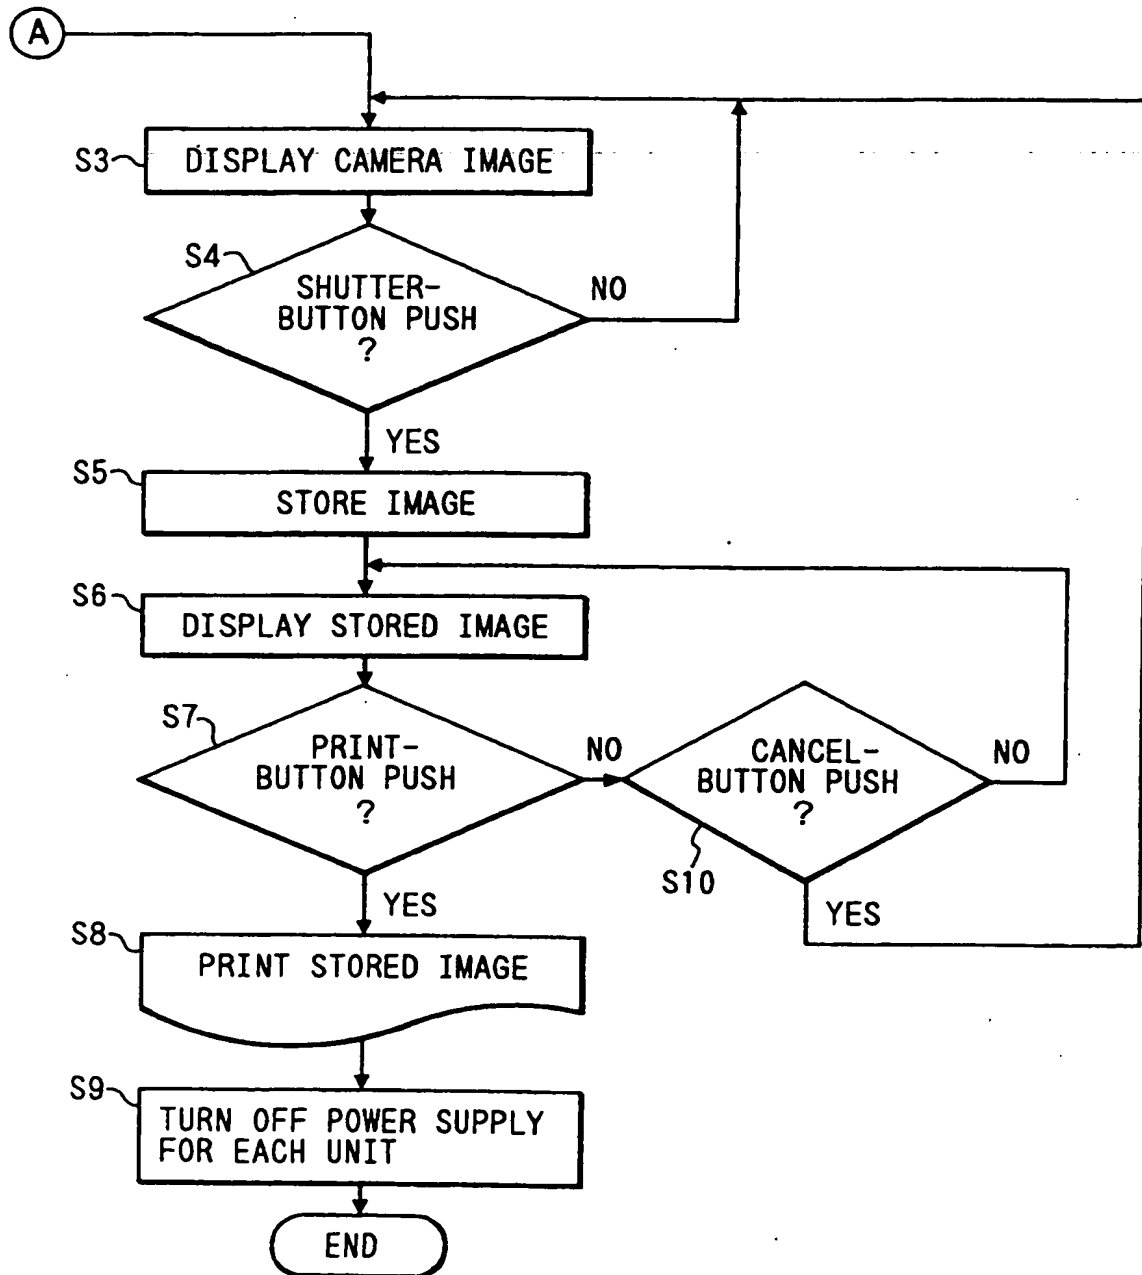 A
S3
DISPLAY CAMERA IMAGE
S4
SHUTTER-
BUTTON PUSH
?
NO
YES
S5
STORE IMAGE
S6
DISPLAY STORED IMAGE
S7
PRINT-
BUTTON PUSH
?
NO
CANCEL-
BUTTON PUSH
?
NO
S10
YES
YES
S8
PRINT STORED IMAGE
S9
TURN OFF POWER SUPPLY
FOR EACH UNIT
END